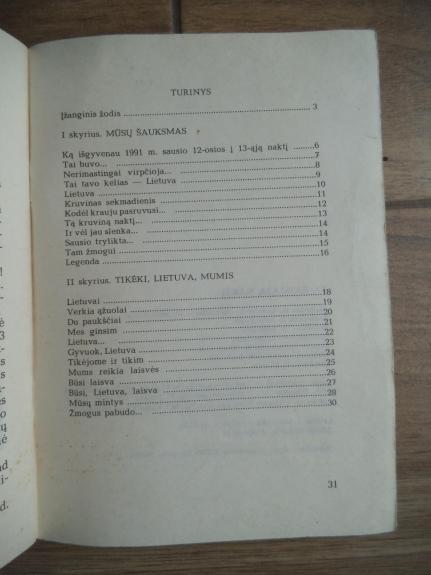 TURINYS
Įžanginis žodis 3
I skyrius. MŪSŲ ŠAUKSMAS
Ką išgyvenau 1991 m. sausio 12-osios į 13-ąją naktį 6
Tai buvo... 7
Nerimastingai virpčioja... 8
Tai tavo kelias — Lietuva 9
Lietuva 10
Kruvinas sekmadienis 11
Kodėl krauju pasruvusi... 12
Tą kruviną naktį... 13
Ir vėl jau slenka... 14
Sausio trylikta... 14
Tam žmogui 15
Legenda 16
II skyrius. TIKĖKI, LIETUVA, MUMIS
Lietuvai 18
Verkia ąžuolai 19
Du paukščiai 20
Mes ginsim 21
Lietuva... 22
Gyvuok, Lietuva 23
Tikėjome ir tikim 24
Mums reikia laisvės 25
Būsi laisva 26
Būsi, Lietuva, laisva 27
Mūsų mintys 28
Žmogus pabudo... 30
31